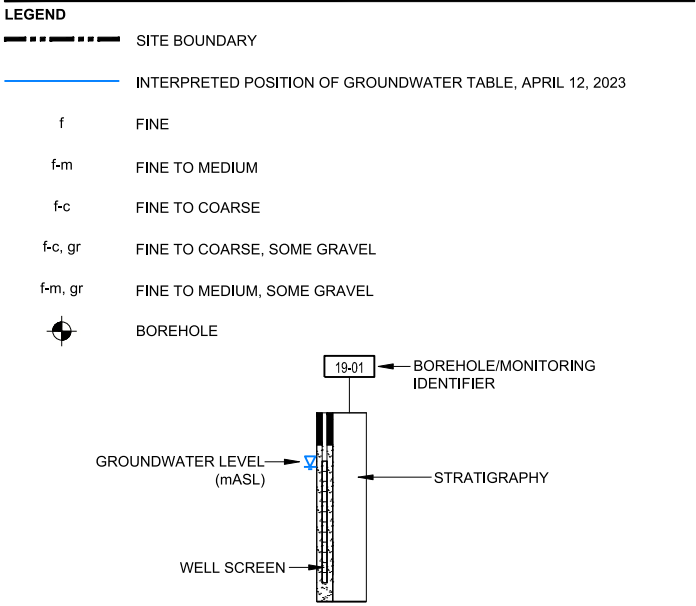 LEGEND
SITE BOUNDARY
INTERPRETED POSITION OF GROUNDWATER TABLE, APRIL 12, 2023
f FINE
f-m FINE TO MEDIUM
f-c FINE TO COARSE
f-c, gr FINE TO COARSE, SOME GRAVEL
f-m, gr FINE TO MEDIUM, SOME GRAVEL
BOREHOLE
19-01 BOREHOLE/MONITORING
IDENTIFIER
GROUNDWATER LEVEL
(mASL)
STRATIGRAPHY
WELL SCREEN